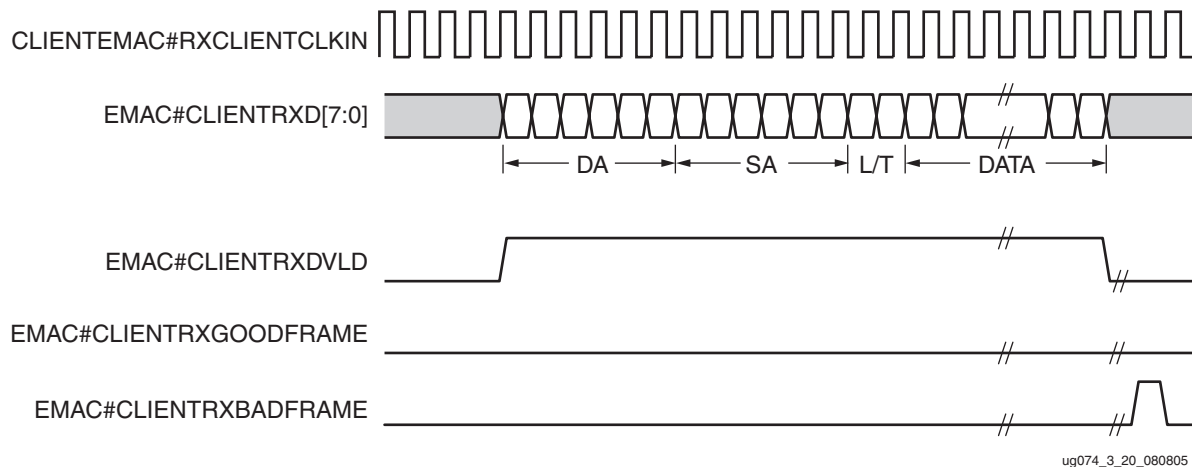 CLIENTEMAC#RXCLIENTCLKIN
EMAC#CLIENTRXD[7:0]
DA SA L/T DATA
EMAC#CLIENTRXDVLD
EMAC#CLIENTRXGOODFRAME
EMAC#CLIENTRXBADFRAME
ug074_3_20_080805